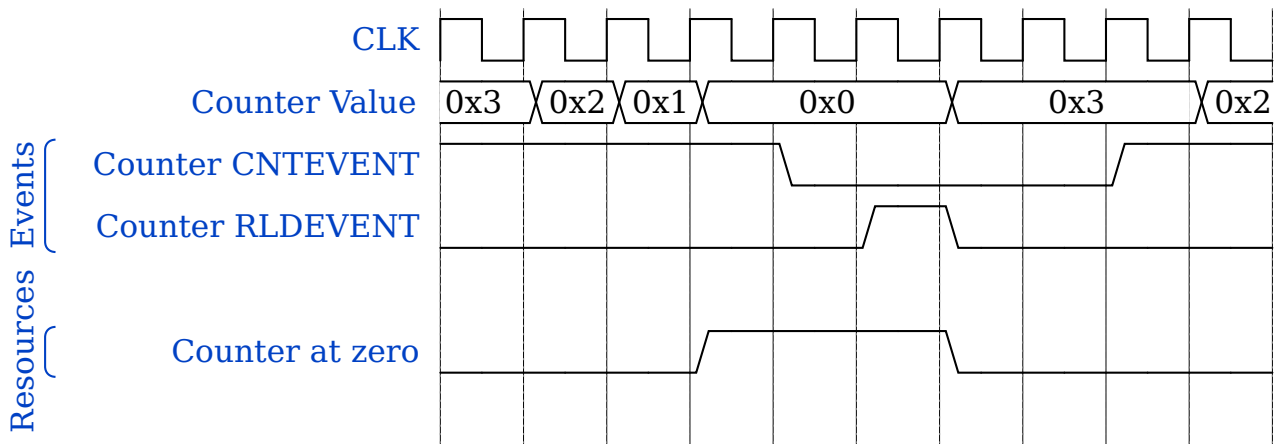 CLK
Counter Value
0x3 0x2 0x1 0x0 0x3 0x2
Events
Counter CNTEVENT
Counter RLDEVENT
Resources
Counter at zero